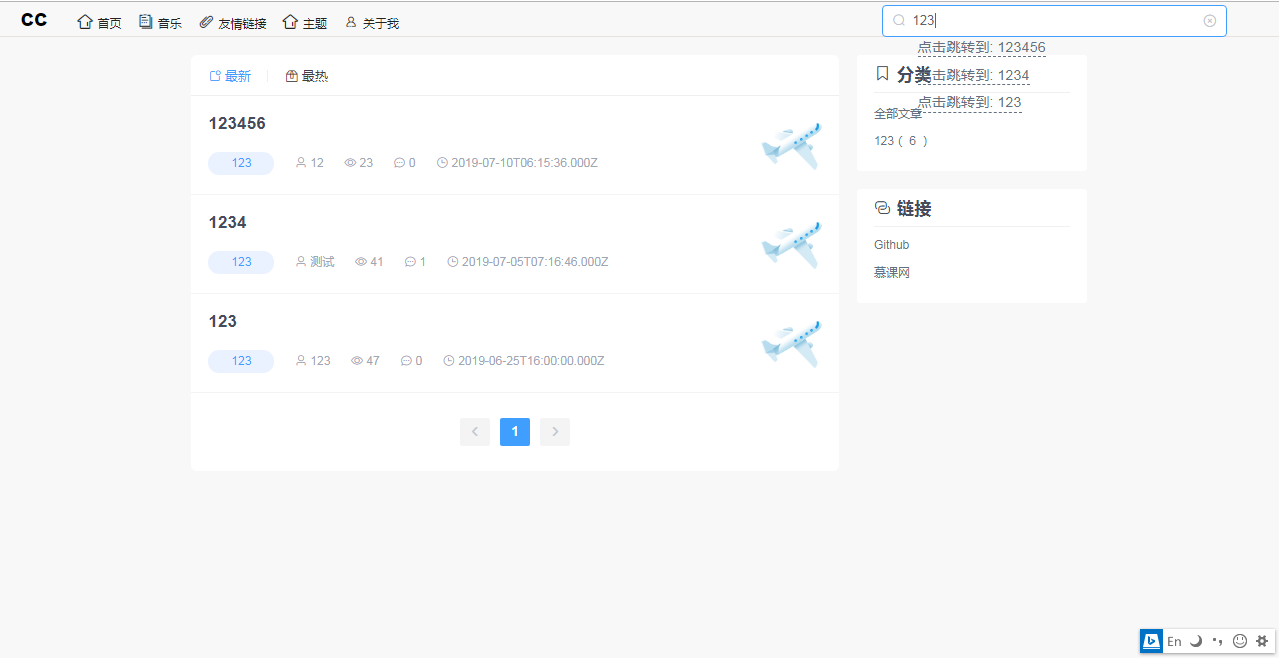 CC 首页 音乐 友情链接 主题 关于我 123
点击跳转到: 123456
点击跳转到: 1234
点击跳转到: 123
最新 最热
123456
123 12 23 0 2019-07-10T06:15:36.000Z
1234
123 测试 41 1 2019-07-05T07:16:46.000Z
123
123 123 47 0 2019-06-25T16:00:00.000Z
1
分类
全部文章
123 ( 6 )
链接
Github
慕课网
En